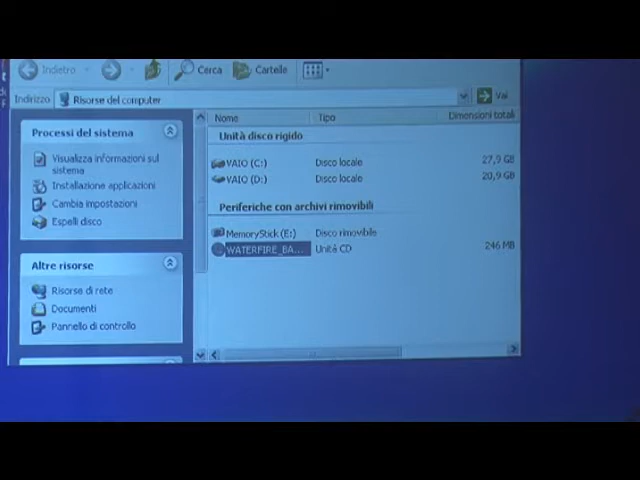 Indietro Cerca Cartelle
Indirizzo Risorse del computer Vai
Processi del sistema
Visualizza informazioni sul
sistema
Installazione applicazioni
Cambia impostazioni
Espelli disco
Altre risorse
Risorse di rete
Documenti
Pannello di controllo
Nome Tipo Dimensioni totali
Unità disco rigido
VAIO (C:) Disco locale 27,9 GB
VAIO (D:) Disco locale 20,9 GB
Periferiche con archivi rimovibili
MemoryStick (E:) Disco rimovibile
WATERFIRE_BA... Unità CD 246 MB